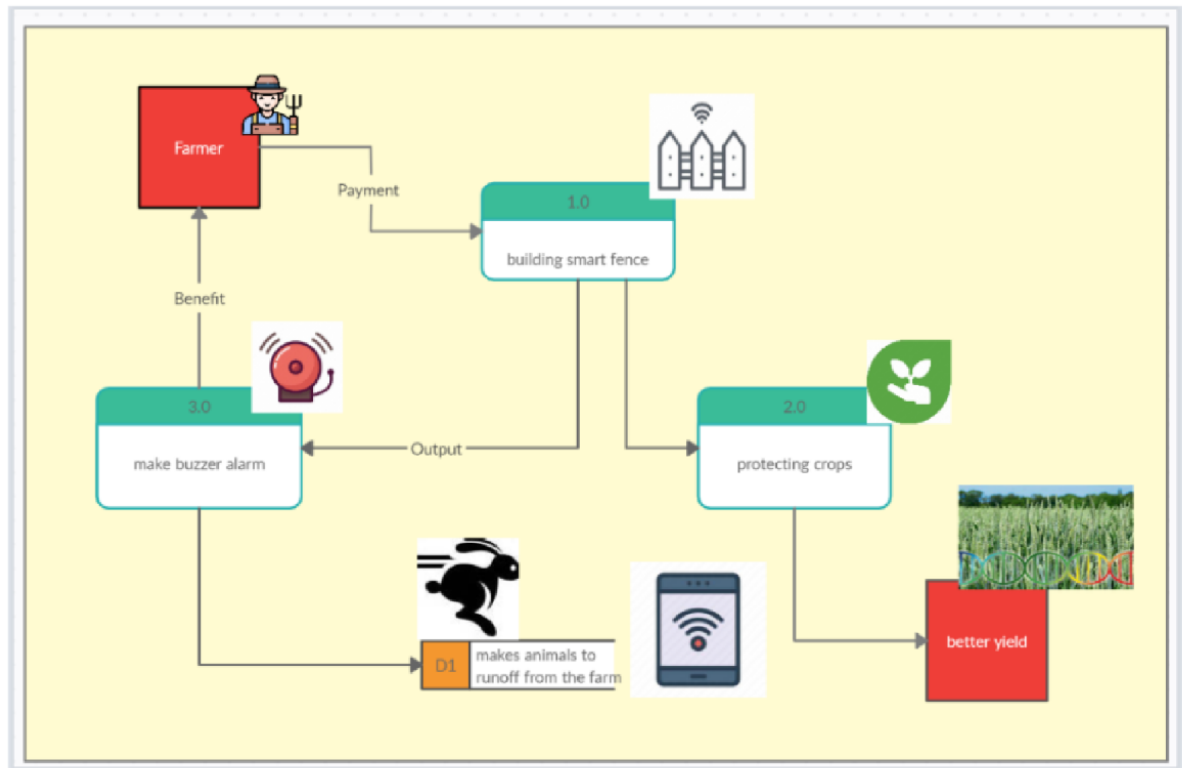 Farmer
Payment
1.0
building smart fence
Benefit
3.0
make buzzer alarm
Output
2.0
protecting crops
D1
makes animals to
runoff from the farm
better yield